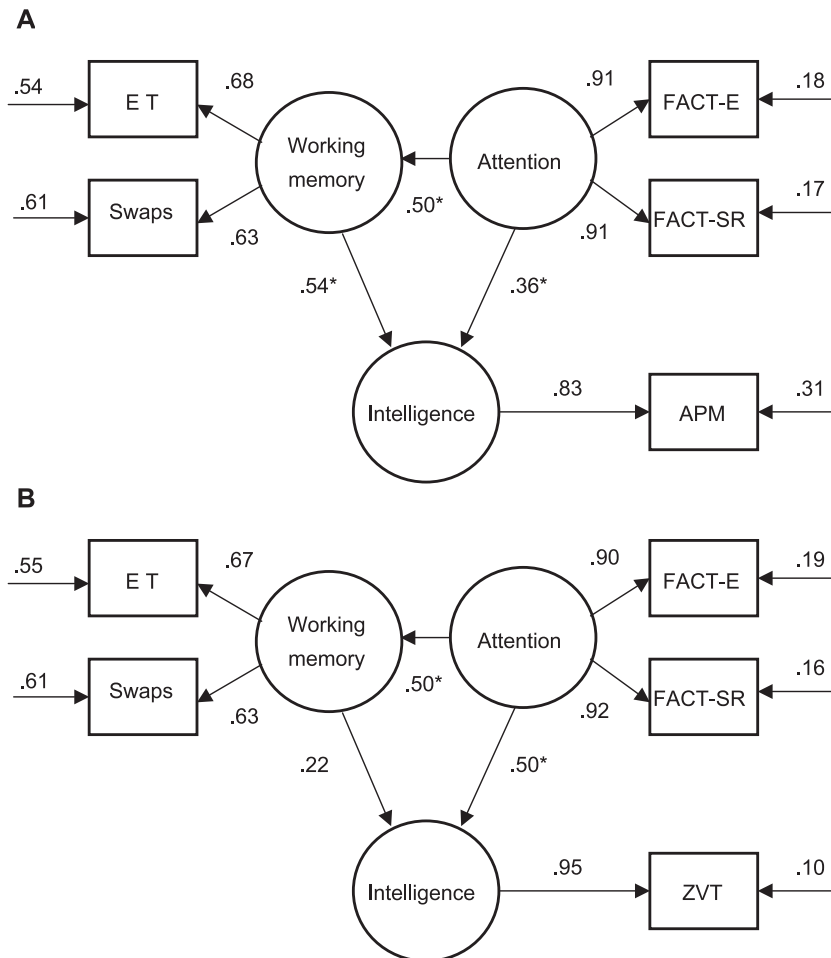 A
.54
E T
.68
.91
FACT-E
.18
Working
memory
Attention
.61
Swaps
.63
.50*
.91
FACT-SR
.17
.54*
.36*
Intelligence
.83
APM
.31
B
.55
E T
.67
.90
FACT-E
.19
Working
memory
Attention
.61
Swaps
.63
.50*
.92
FACT-SR
.16
.22
.50*
Intelligence
.95
ZVT
.10